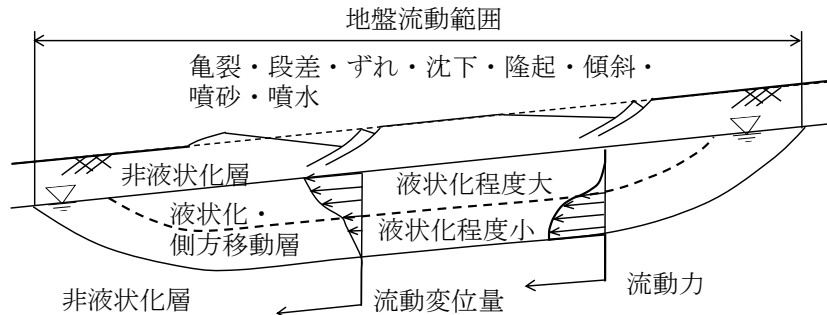 地盤流動範囲
亀裂・段差・ずれ・沈下・隆起・傾斜・
噴砂・噴水
非液状化層
液状化程度大
液状化・
側方移動層
液状化程度小
非液状化層
流動変位量
流動力